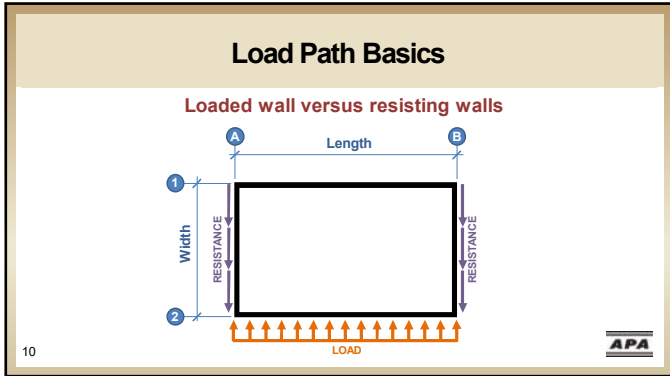 Load Path Basics
Loaded wall versus resisting walls
A
Length
B
1
Width
RESISTANCE
RESISTANCE
2
LOAD
10
APA